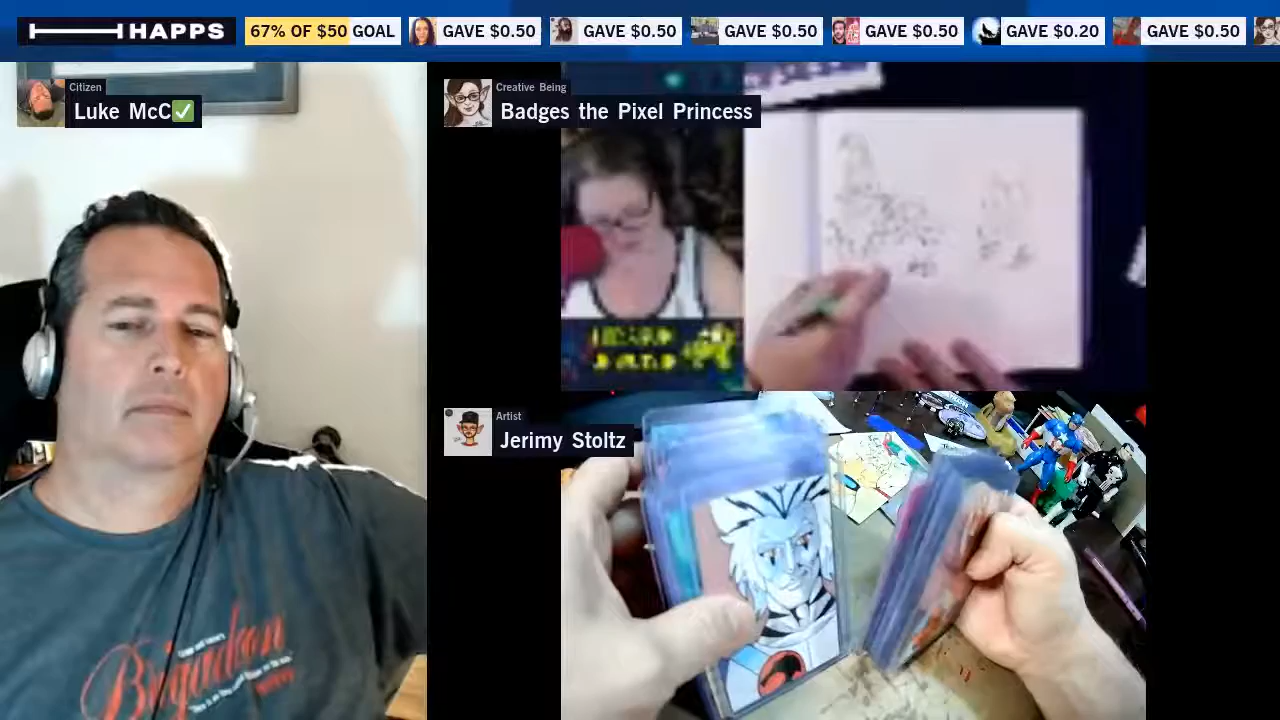 HAPPS
67% OF $50 GOAL
GAVE $0.50
GAVE $0.50
GAVE $0.50
GAVE $0.50
GAVE $0.20
GAVE $0.50
Citizen
Luke McC✅
Creative Being
Badges the Pixel Princess
Artist
Jerimy Stoltz
Brigadoon